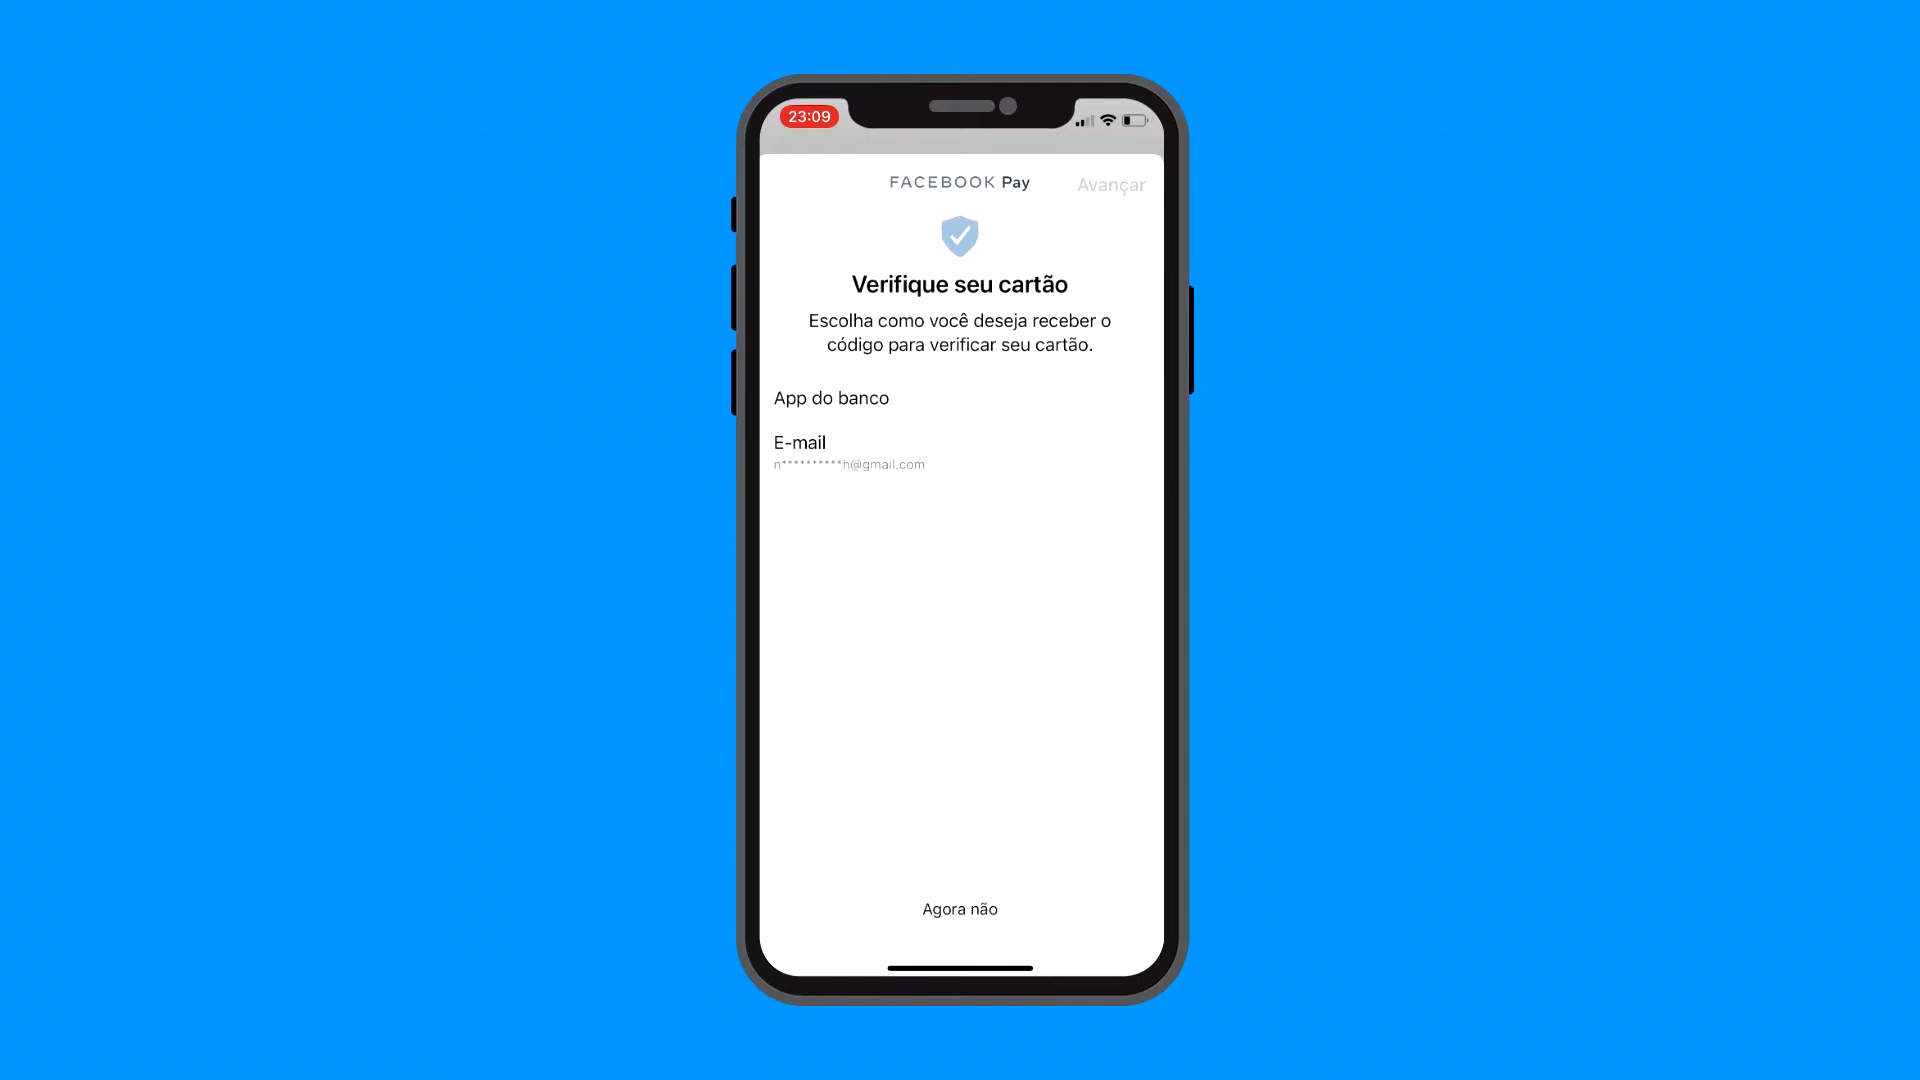 23:09
FACEBOOK Pay
Avançar
Verifique seu cartão
Escolha como você deseja receber o
código para verificar seu cartão.
App do banco
E-mail
n**********h@gmail.com
Agora não